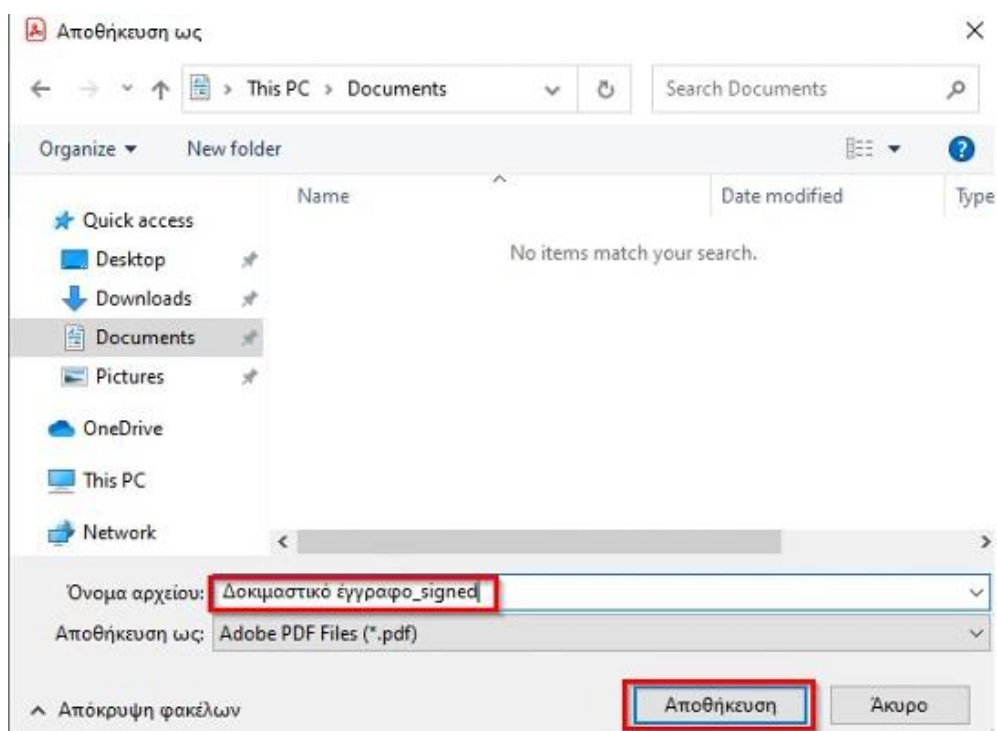 Αποθήκευση ως
This PC > Documents
Search Documents
Organize
New folder
Name
Date modified
Type
Quick access
No items match your search.
Desktop
Downloads
Documents
Pictures
OneDrive
This PC
Network
Όνομα αρχείου: Δοκιμαστικό έγγραφο_signed
Αποθήκευση ως: Adobe PDF Files (*.pdf)
Απόκρυψη φακέλων
Αποθήκευση
Άκυρο